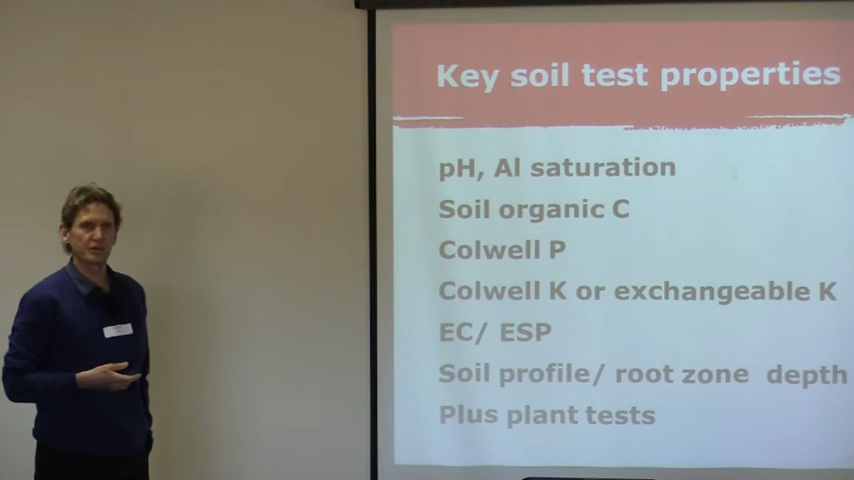 Key soil test properties
pH, Al saturation
Soil organic C
Colwell P
Colwell K or exchangeable K
EC/ ESP
Soil profile/ root zone depth
Plus plant tests